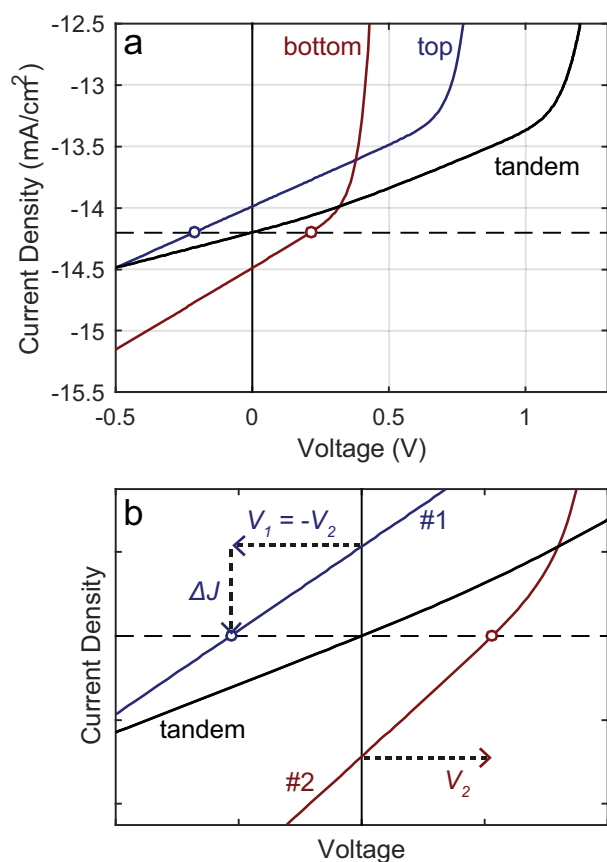 a
bottom
top
tandem
-12.5
-13
-13.5
-14
-14.5
-15
-15.5
Current Density (mA/cm²)
-0.5
0
0.5
1
Voltage (V)
b
V₁ = -V₂
#1
ΔJ
tandem
#2
V₂
Current Density
Voltage